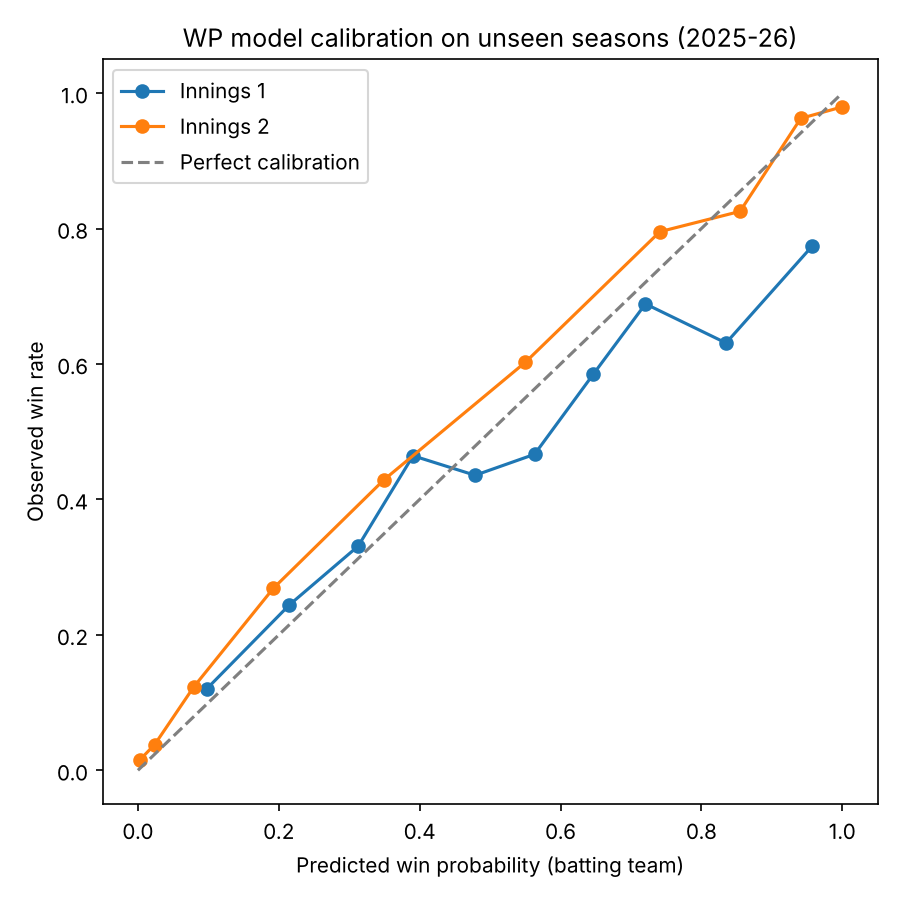 WP model calibration on unseen seasons (2025-26)
Innings 1
Innings 2
Perfect calibration
1.0
0.8
0.6
0.4
0.2
0.0
Observed win rate
0.0 0.2 0.4 0.6 0.8 1.0
Predicted win probability (batting team)